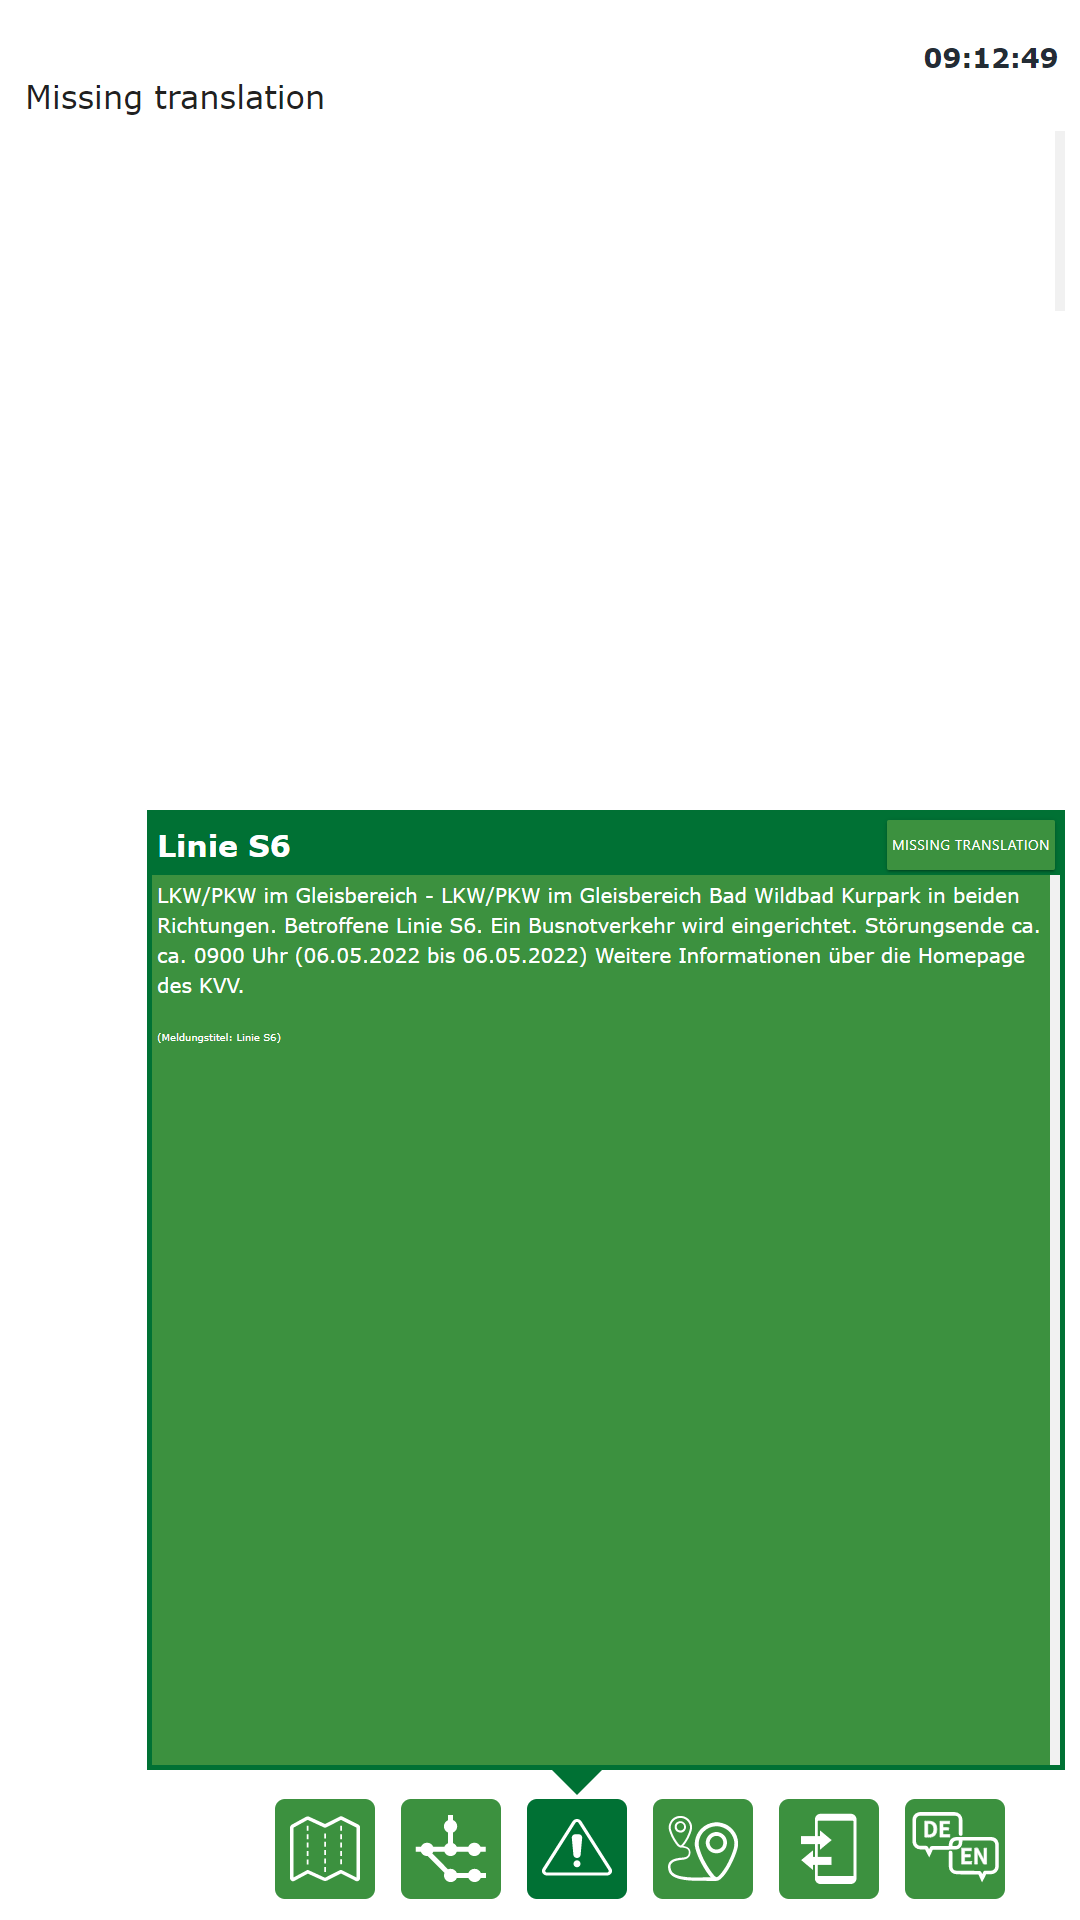 09:12:49
Missing translation
Linie S6
MISSING TRANSLATION
LKW/PKW im Gleisbereich - LKW/PKW im Gleisbereich Bad Wildbad Kurpark in beiden
Richtungen. Betroffene Linie S6. Ein Busnotverkehr wird eingerichtet. Störungsende ca.
ca. 0900 Uhr (06.05.2022 bis 06.05.2022) Weitere Informationen über die Homepage
des KVV.
(Meldungstitel: Linie S6)
DE
EN